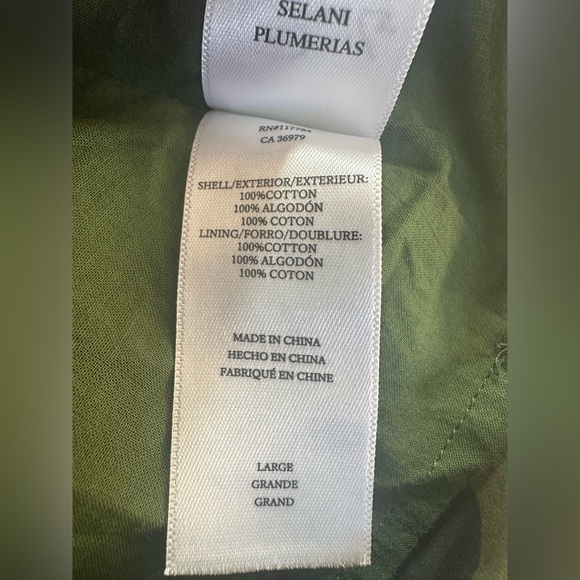 SELANI
PLUMERIAS
CA 36979
SHELL/EXTERIOR/EXTERIEUR:
100%COTTON
100% ALGODÓN
100% COTON
LINING/FORRO/DOUBLURE:
100%COTTON
100% ALGODÓN
100% COTON
MADE IN CHINA
HECHO EN CHINA
FABRIQUÉ EN CHINE
LARGE
GRANDE
GRAND